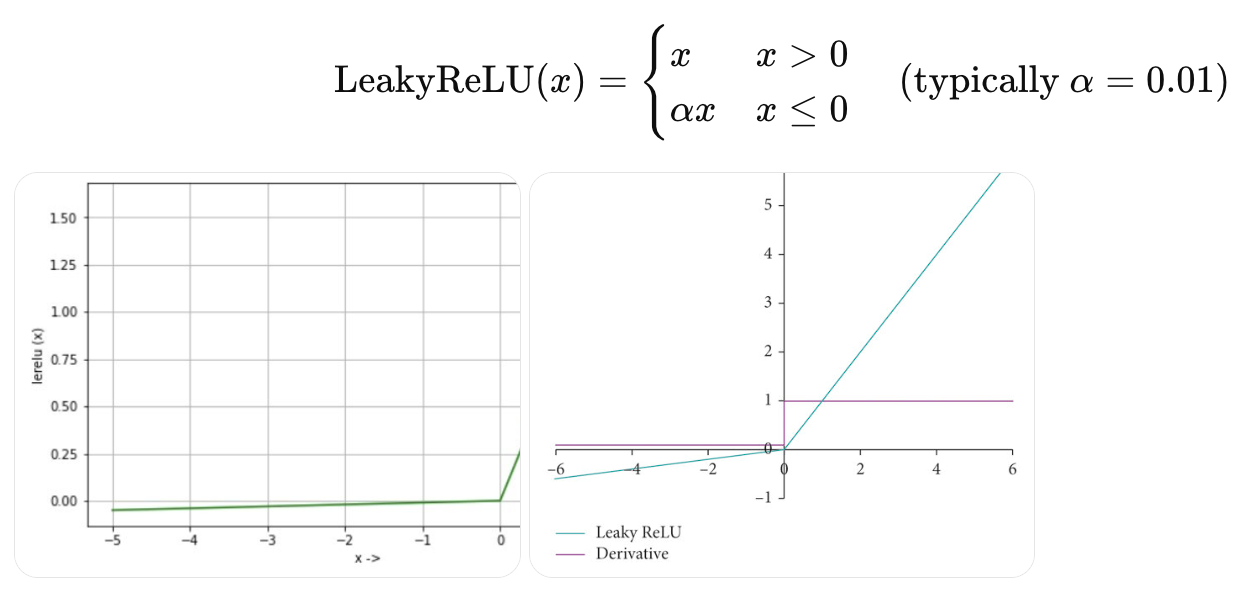 LeakyReLU(x) = { x x > 0
αx x ≤ 0 (typically α = 0.01)
1.50
1.25
1.00
0.75
0.50
0.25
0.00
lerelu (x)
−5 −4 −3 −2 −1 0
x ->
5
4
3
2
1
0
−6 −4 −2 0 2 4 6
−1
Leaky ReLU
Derivative